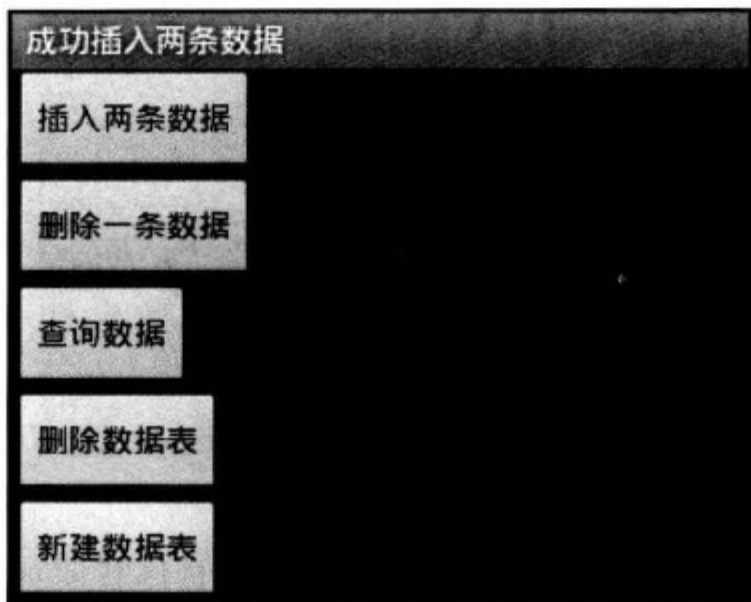 成功插入两条数据
插入两条数据
删除一条数据
查询数据
删除数据表
新建数据表